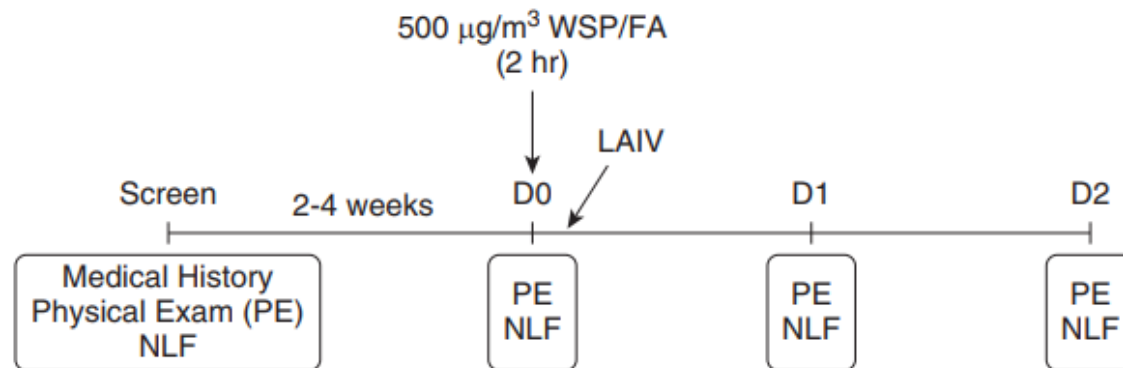 500 μg/m³ WSP/FA
(2 hr)
LAIV
Screen
2-4 weeks
D0
D1
D2
Medical History
Physical Exam (PE)
NLF
PE
NLF
PE
NLF
PE
NLF